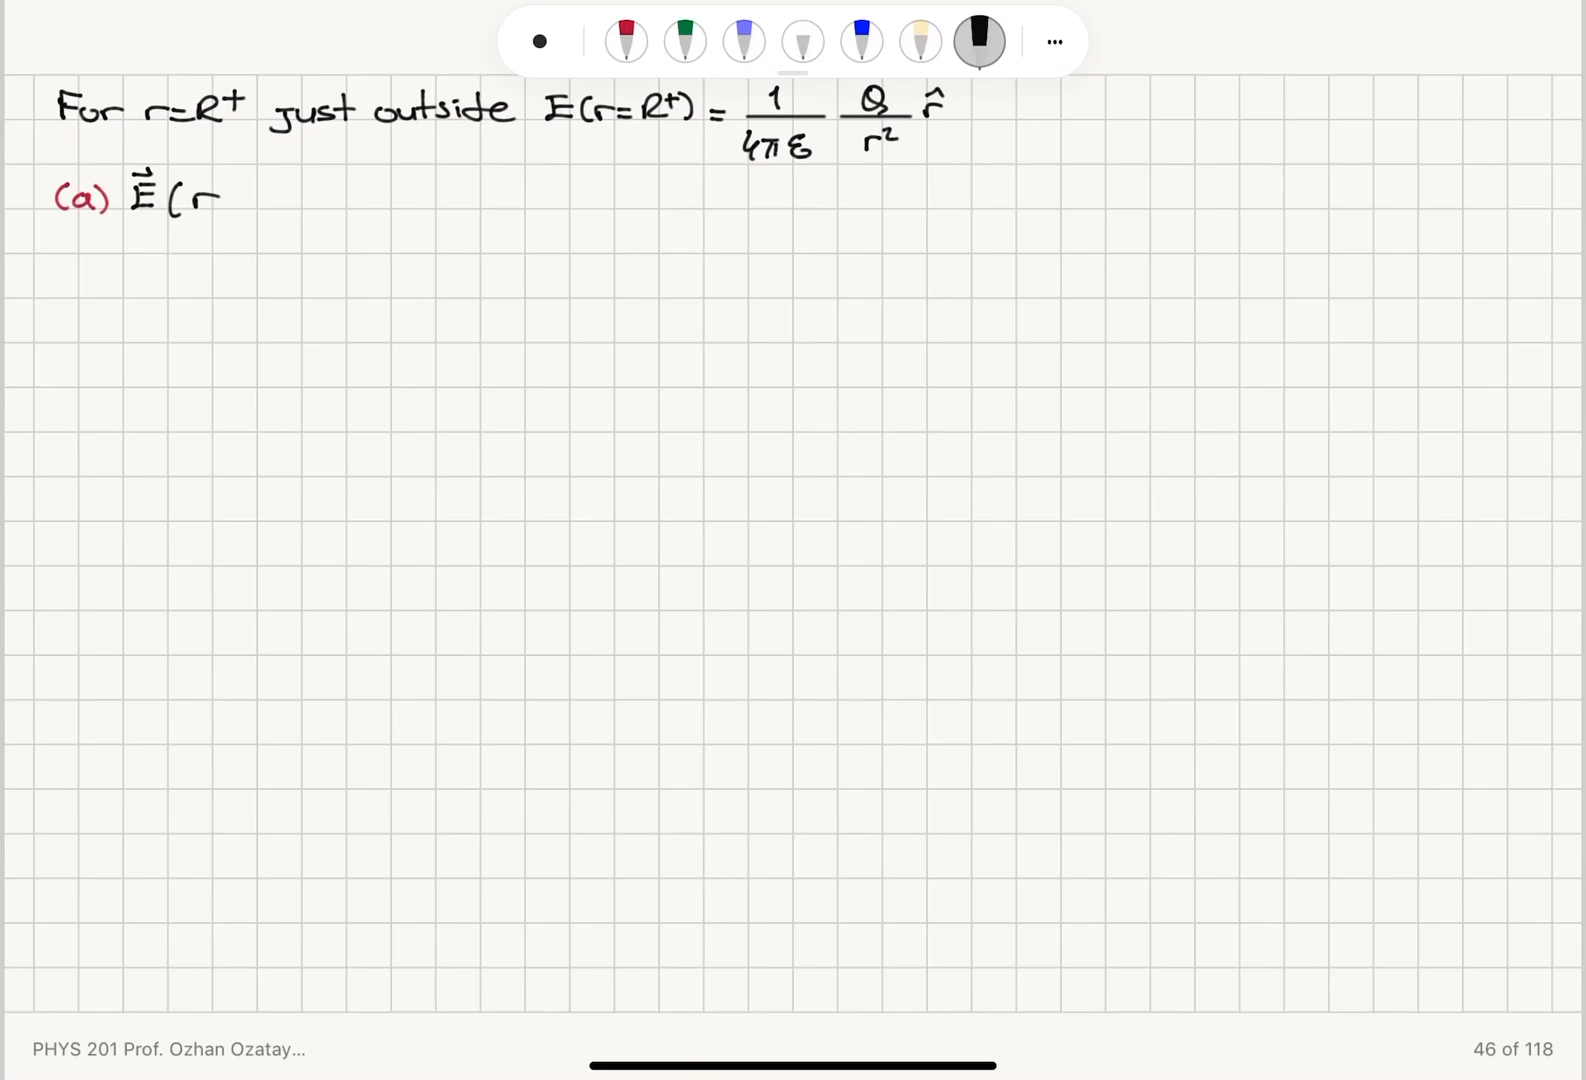 For r=R⁺ just outside E(r=R⁺) = 1/(4πε) Q/r² r̂
(a) E⃗ (r
PHYS 201 Prof. Ozhan Ozatay...
46 of 118